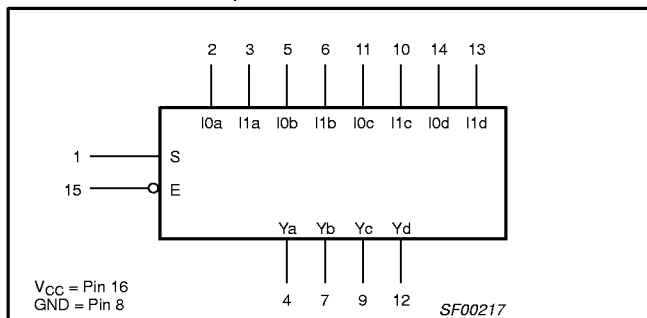 2 3 5 6 11 10 14 13
I0a I1a I0b I1b I0c I1c I0d I1d
1 S
15 E
Ya Yb Yc Yd
4 7 9 12
VCC = Pin 16
GND = Pin 8
SF00217